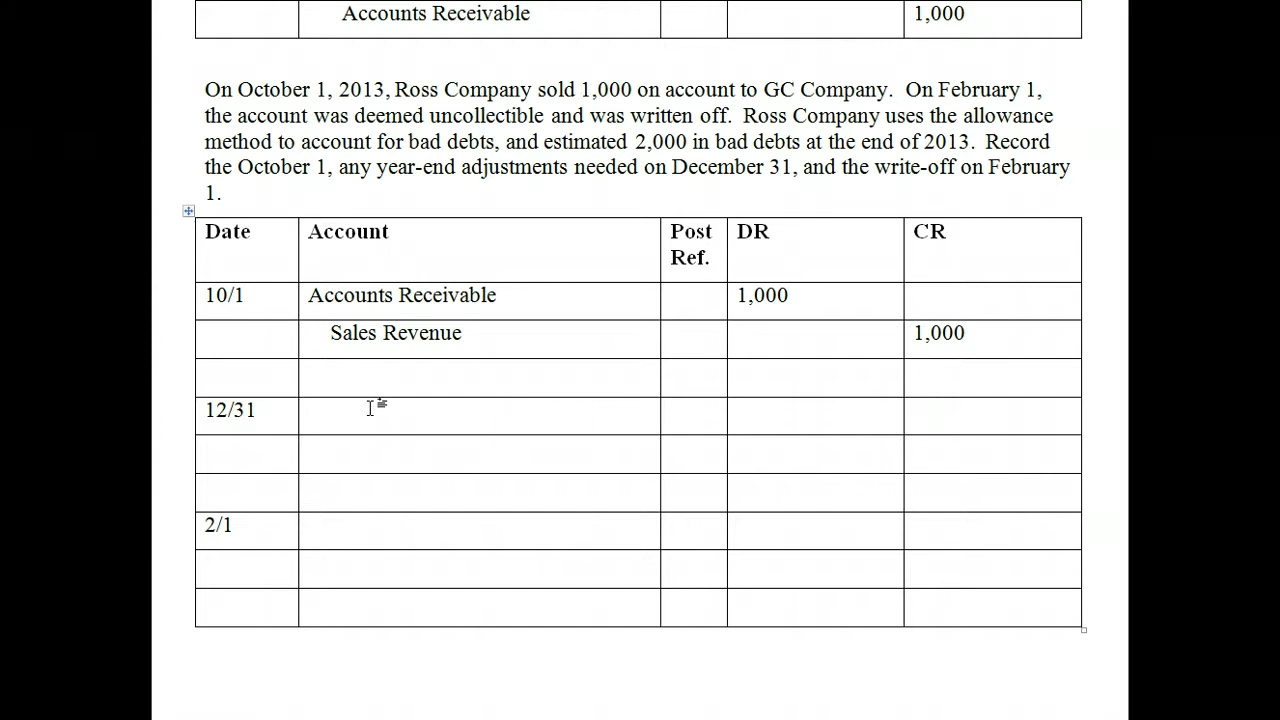 Accounts Receivable 1,000
On October 1, 2013, Ross Company sold 1,000 on account to GC Company.  On February 1,
the account was deemed uncollectible and was written off.  Ross Company uses the allowance
method to account for bad debts, and estimated 2,000 in bad debts at the end of 2013.  Record
the October 1, any year-end adjustments needed on December 31, and the write-off on February
1.
Date Account Post DR CR
Ref.
10/1 Accounts Receivable 1,000
Sales Revenue 1,000
12/31
2/1